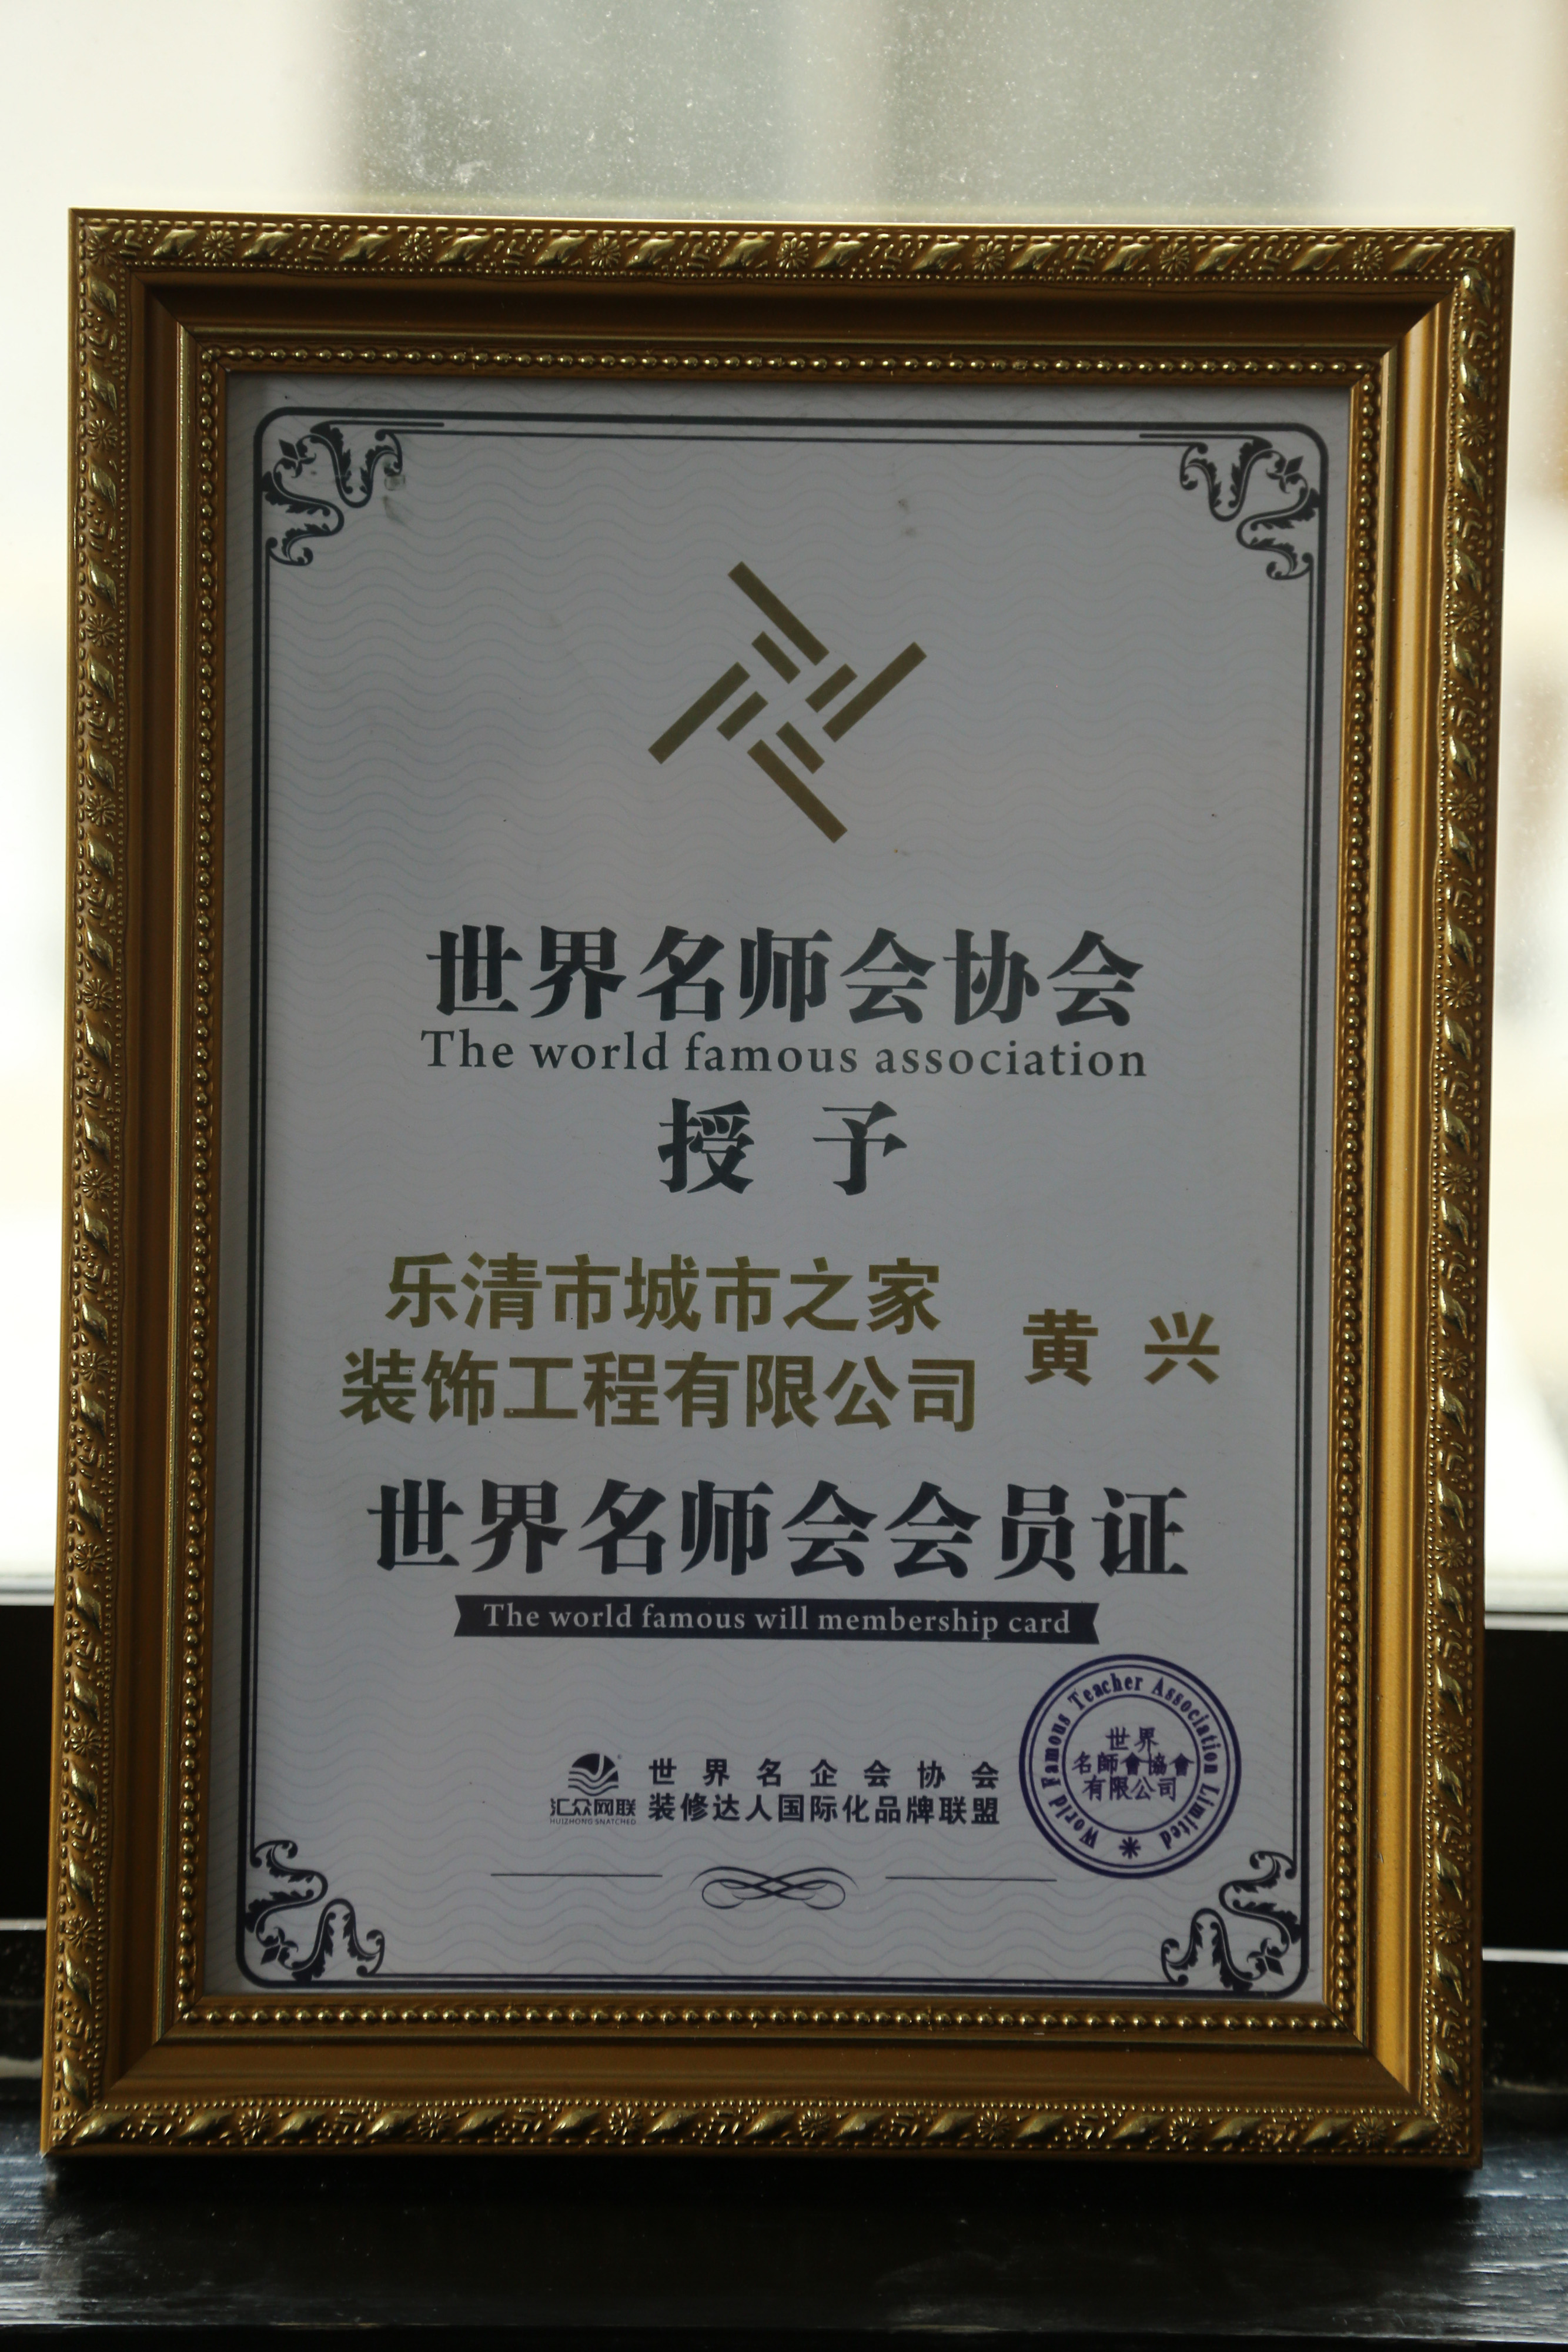 世界名师会协会
The world famous association
授 予
乐清市城市之家
装饰工程有限公司
黄 兴
世界名师会会员证
The world famous will membership card
汇众网联
HUIZHONG SNATCHED
世界名企会协会
装修达人国际化品牌联盟
World Famous Teacher Association Limited
世界
名師會協會
有限公司